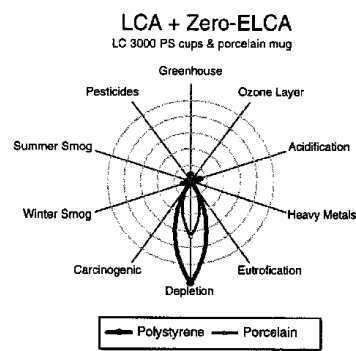 LCA + Zero-ELCA
LC 3000 PS cups & porcelain mug
Greenhouse
Pesticides
Ozone Layer
Summer Smog
Acidification
Winter Smog
Heavy Metals
Carcinogenic
Eutrofication
Depletion
Polystyrene
Porcelain